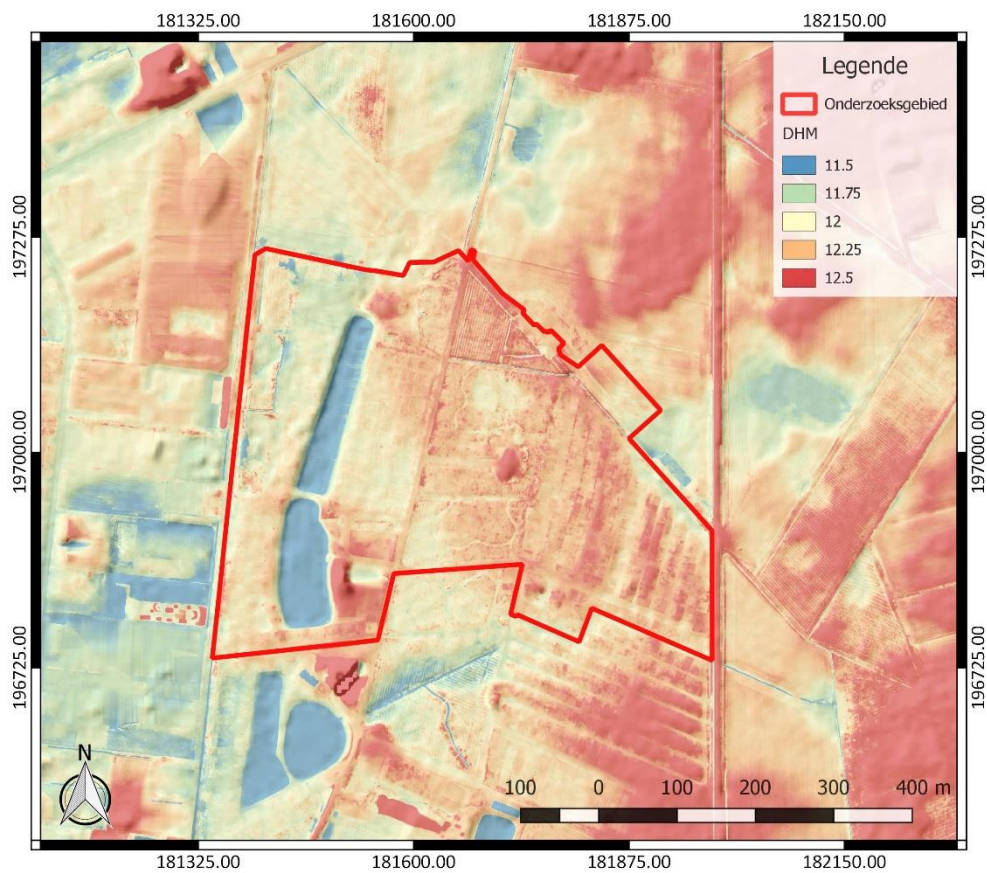 181325.00 181600.00 181875.00 182150.00
Legende
Onderzoeksgebied
DHM
11.5
11.75
12
12.25
12.5
197275.00 197275.00
197000.00 197000.00
196725.00 196725.00
N
100 0 100 200 300 400 m
181325.00 181600.00 181875.00 182150.00